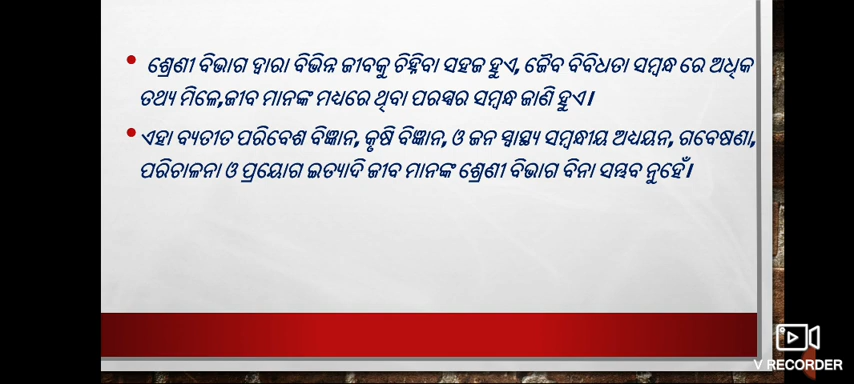 • ଶ୍ରେଣୀ ବିଭାଗ ଦ୍ୱାରା ବିଭିନ୍ନ ଜୀବକୁ ଚିହ୍ନିବା ସହଜ ହୁଏ, ଜୈବ ବିବିଧତା ସମ୍ବନ୍ଧ ରେ ଅଧିକ
ତଥ୍ୟ ମିଳେ,ଜୀବ ମାନଙ୍କ ମଧ୍ୟରେ ଥିବା ପରସ୍ପର ସମ୍ବନ୍ଧ ଜାଣି ହୁଏ।
• ଏହା ବ୍ୟତୀତ ପରିବେଶ ବିଜ୍ଞାନ, କୃଷି ବିଜ୍ଞାନ, ଓ ଜନ ସ୍ୱାସ୍ଥ୍ୟ ସମ୍ବନ୍ଧୀୟ ଅଧ୍ୟୟନ, ଗବେଷଣା,
ପରିଚାଳନା ଓ ପ୍ରୟୋଗ ଇତ୍ୟାଦି ଜୀବ ମାନଙ୍କ ଶ୍ରେଣୀ ବିଭାଗ ବିନା ସମ୍ଭବ ନୁହେଁ।
V RECORDER